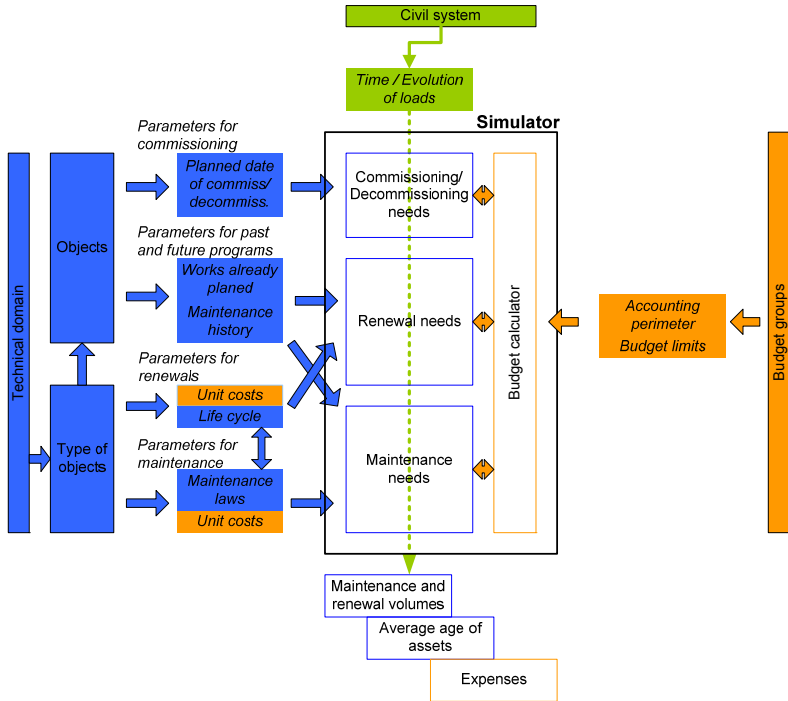 Civil system
Time / Evolution
of loads
Simulator
Parameters for
commissioning
Planned date
of commiss/
decommiss.
Commissioning/
Decommissioning
needs
Objects
Parameters for past
and future programs
Works already
planed
Maintenance
history
Renewal needs
Technical domain
Budget calculator
Accounting
perimeter
Budget limits
Budget groups
Parameters for
renewals
Unit costs
Life cycle
Type of
objects
Parameters for
maintenance
Maintenance
laws
Unit costs
Maintenance
needs
Maintenance and
renewal volumes
Average age of
assets
Expenses